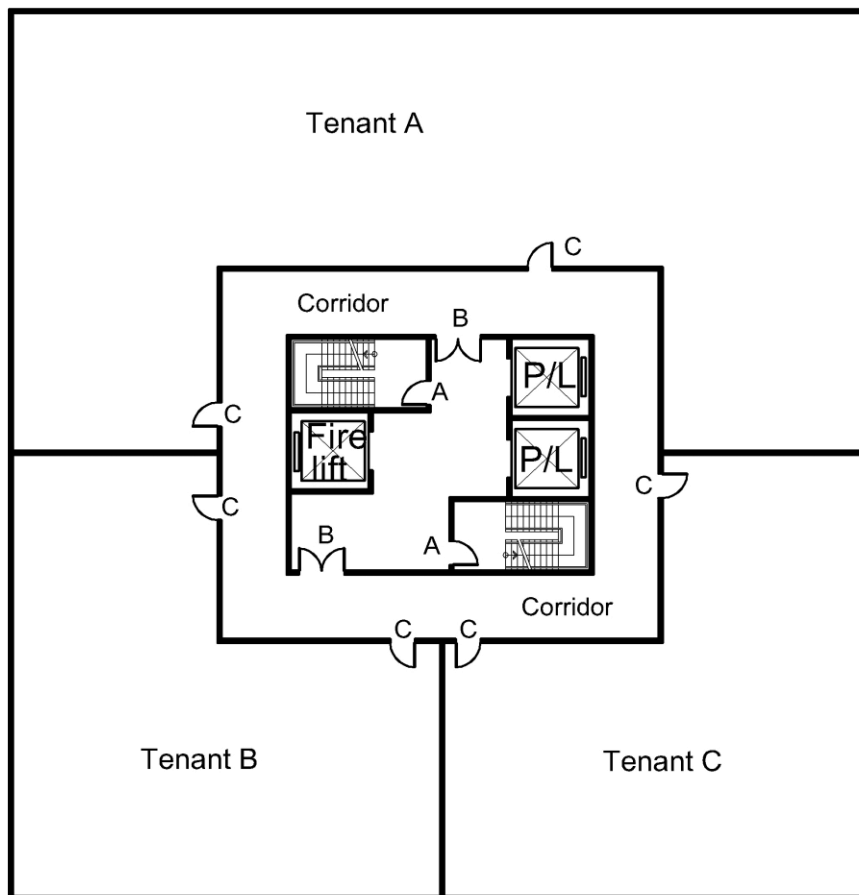 Tenant A
C
Corridor
B
P/L
A
C
Fire
lift
P/L
C
C
B
A
Corridor
C
C
Tenant B
Tenant C